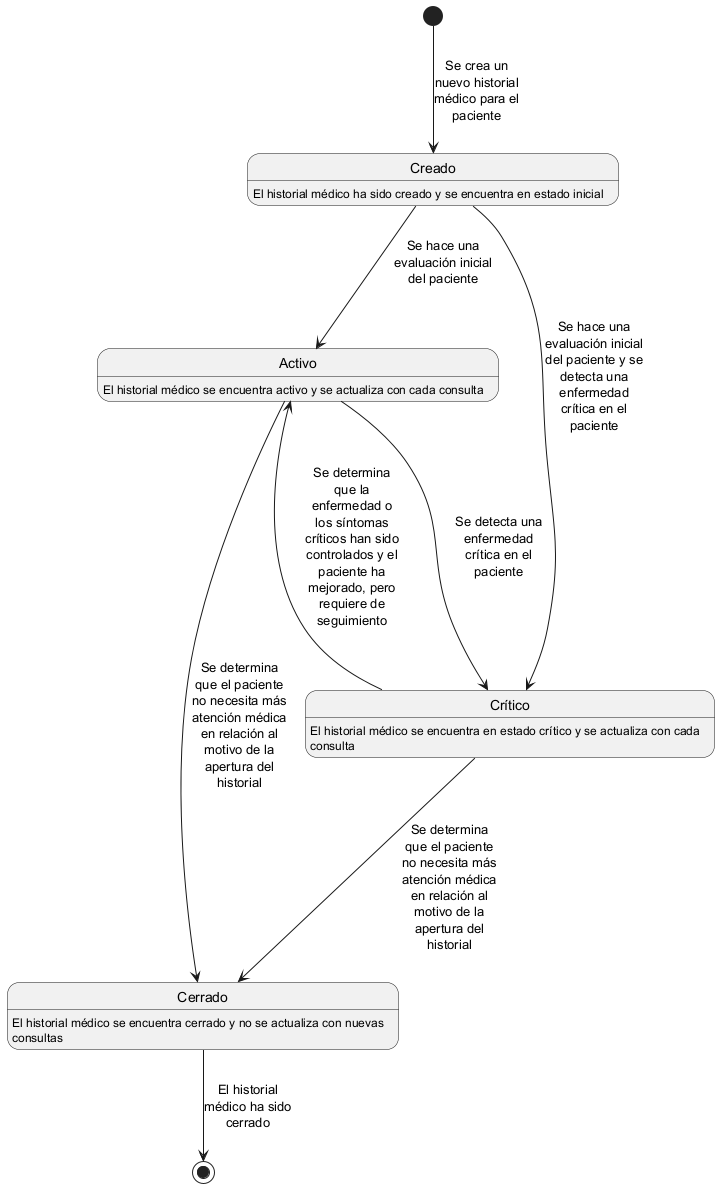 Se crea un
nuevo historial
médico para el
paciente
Creado
El historial médico ha sido creado y se encuentra en estado inicial
Se hace una
evaluación inicial
del paciente
Se hace una
evaluación inicial
del paciente y se
detecta una
enfermedad
crítica en el
paciente
Activo
El historial médico se encuentra activo y se actualiza con cada consulta
Se determina
que la
enfermedad o
los síntomas
críticos han sido
controlados y el
paciente ha
mejorado, pero
requiere de
seguimiento
Se detecta una
enfermedad
crítica en el
paciente
Se determina
que el paciente
no necesita más
atención médica
en relación al
motivo de la
apertura del
historial
Crítico
El historial médico se encuentra en estado crítico y se actualiza con cada
consulta
Se determina
que el paciente
no necesita más
atención médica
en relación al
motivo de la
apertura del
historial
Cerrado
El historial médico se encuentra cerrado y no se actualiza con nuevas
consultas
El historial
médico ha sido
cerrado